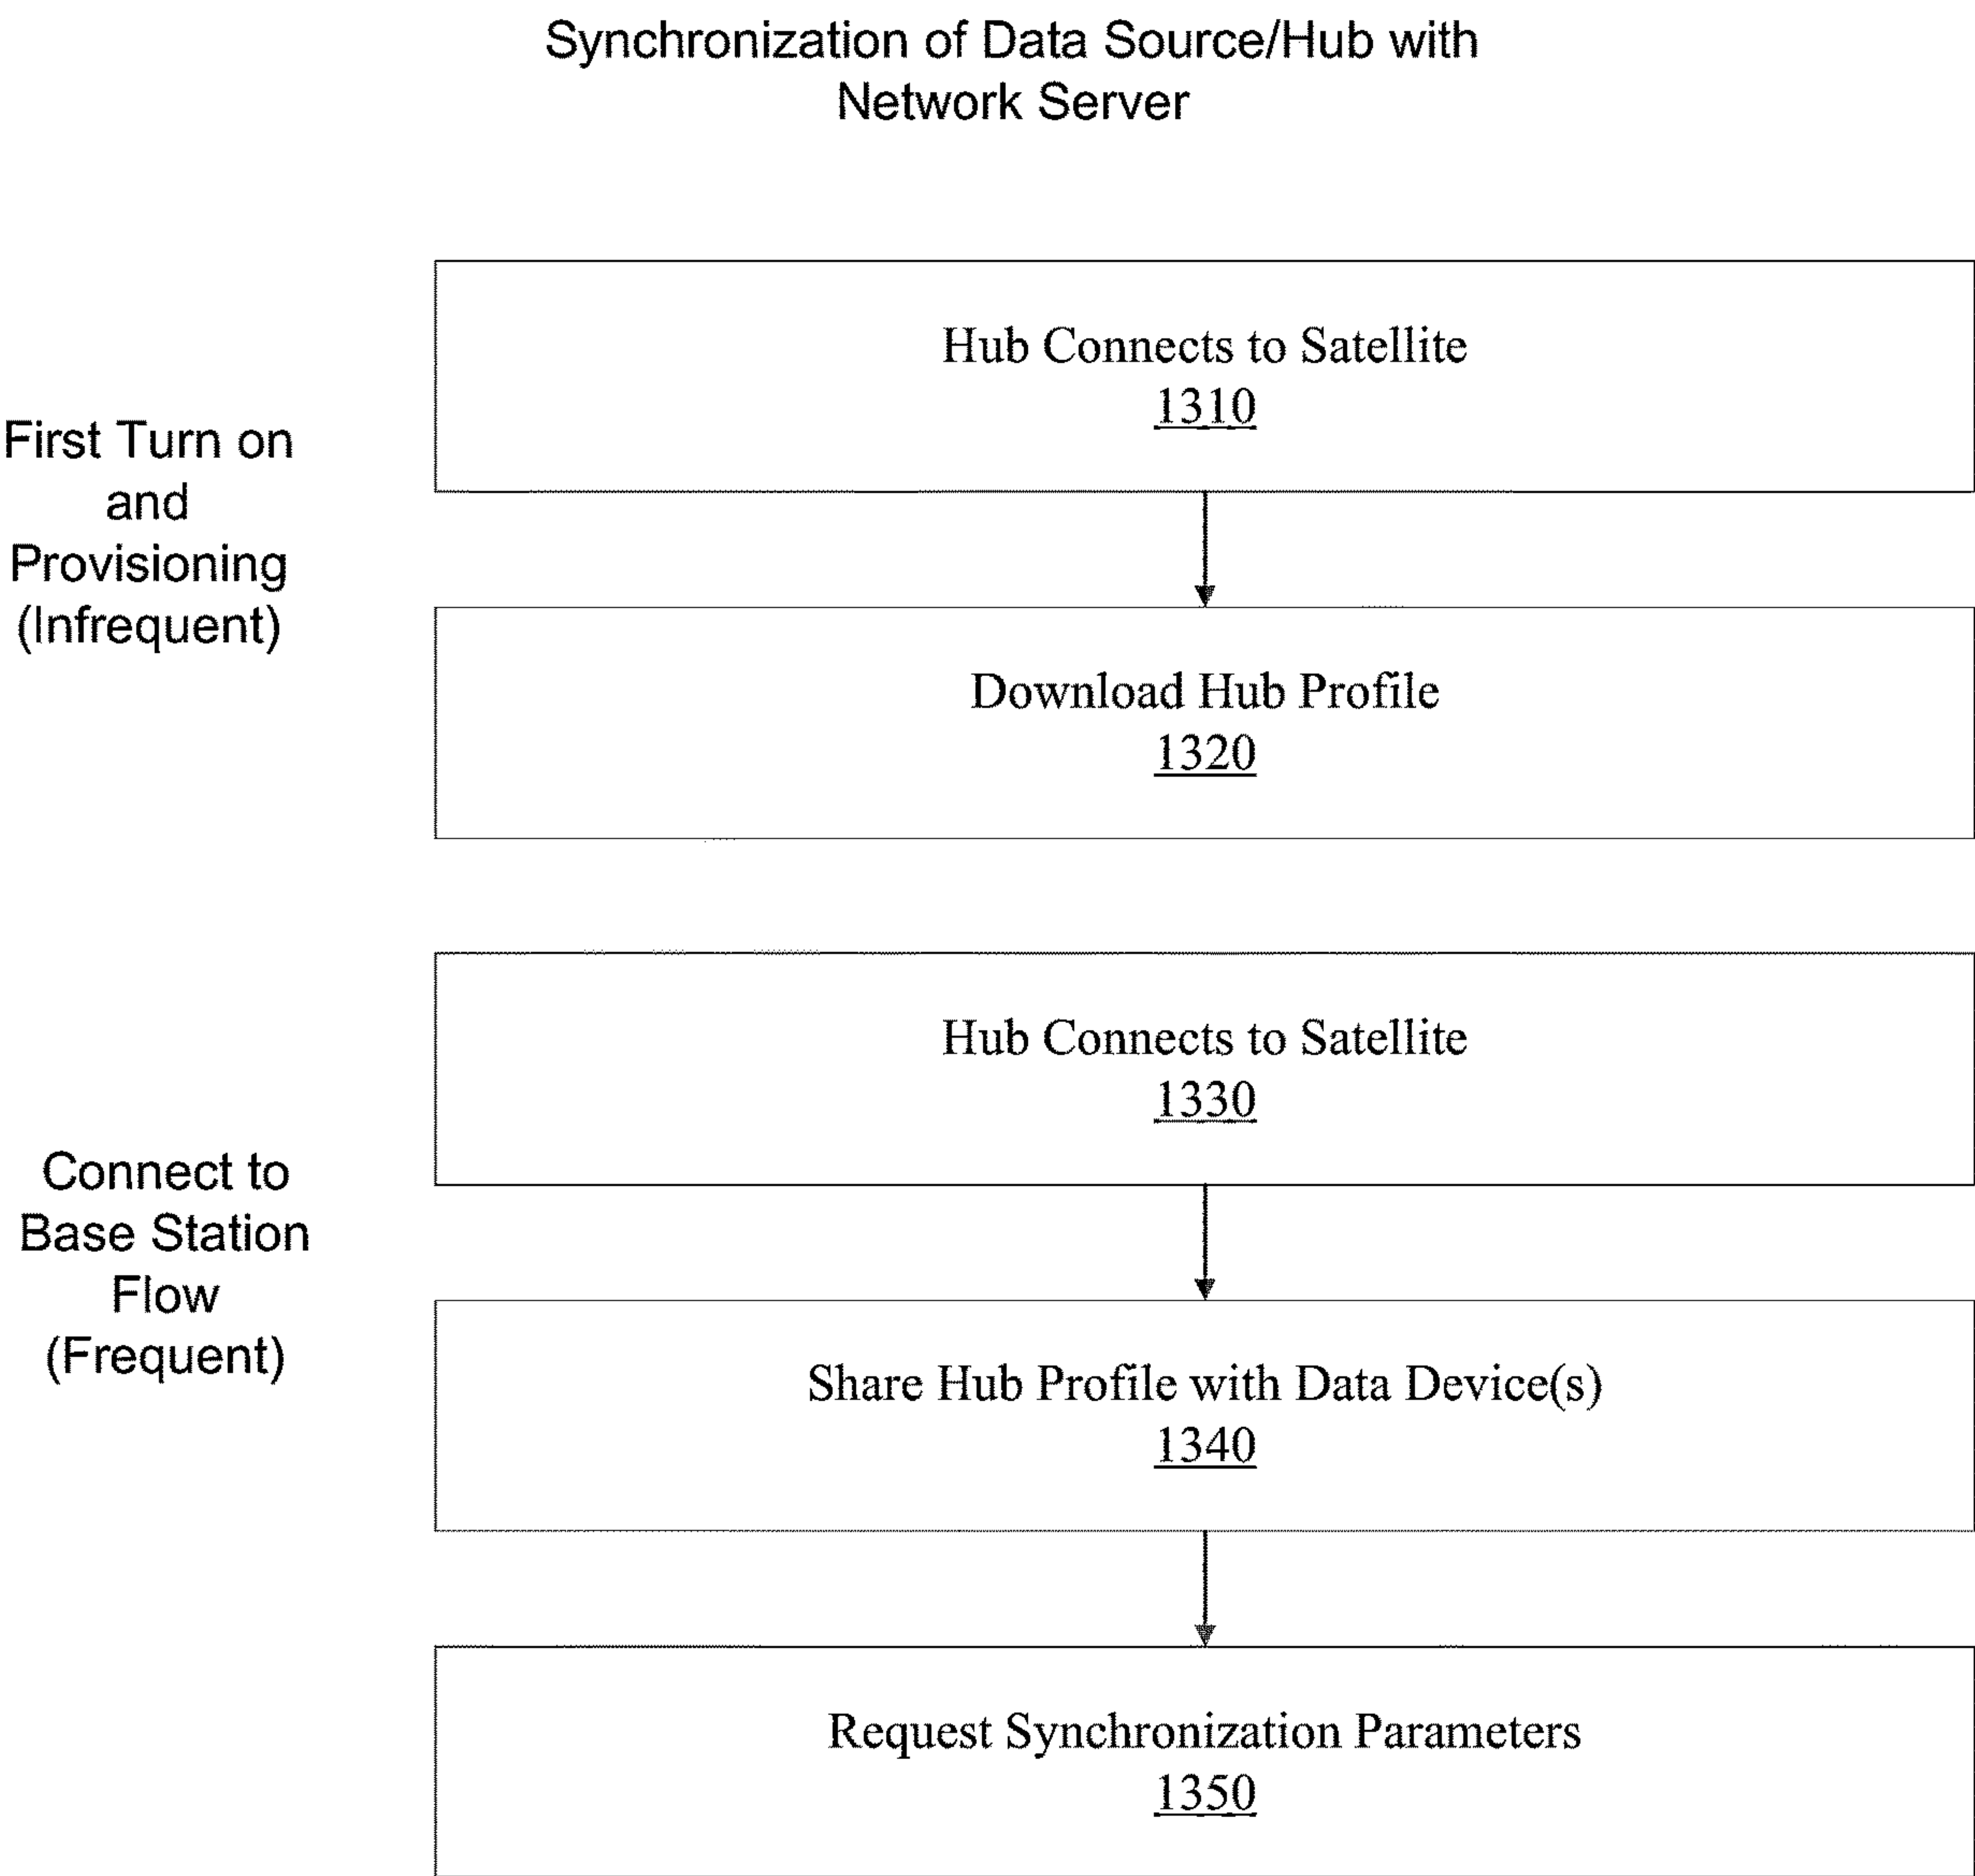 Synchronization of Data Source/Hub with
Network Server
First Turn on
and
Provisioning
(Infrequent)
Hub Connects to Satellite
1310
Download Hub Profile
1320
Connect to
Base Station
Flow
(Frequent)
Hub Connects to Satellite
1330
Share Hub Profile with Data Device(s)
1340
Request Synchronization Parameters
1350